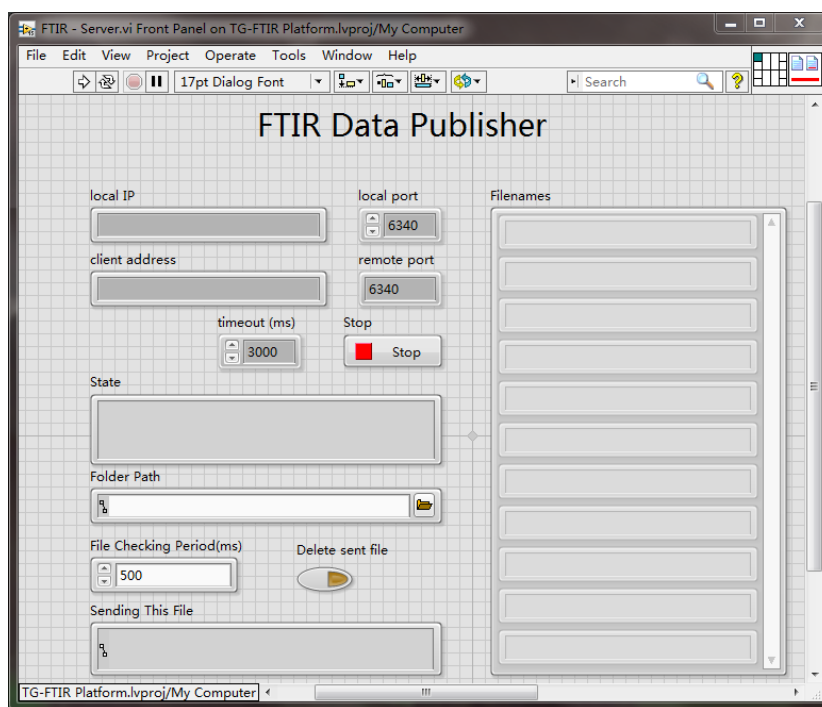 FTIR - Server.vi Front Panel on TG-FTIR Platform.lvproj/My Computer
File Edit View Project Operate Tools Window Help
17pt Dialog Font Search ?
FTIR Data Publisher
local IP local port Filenames
6340
client address remote port
6340
timeout (ms) Stop
3000 Stop
State
Folder Path
File Checking Period(ms) Delete sent file
500
Sending This File
TG-FTIR Platform.lvproj/My Computer